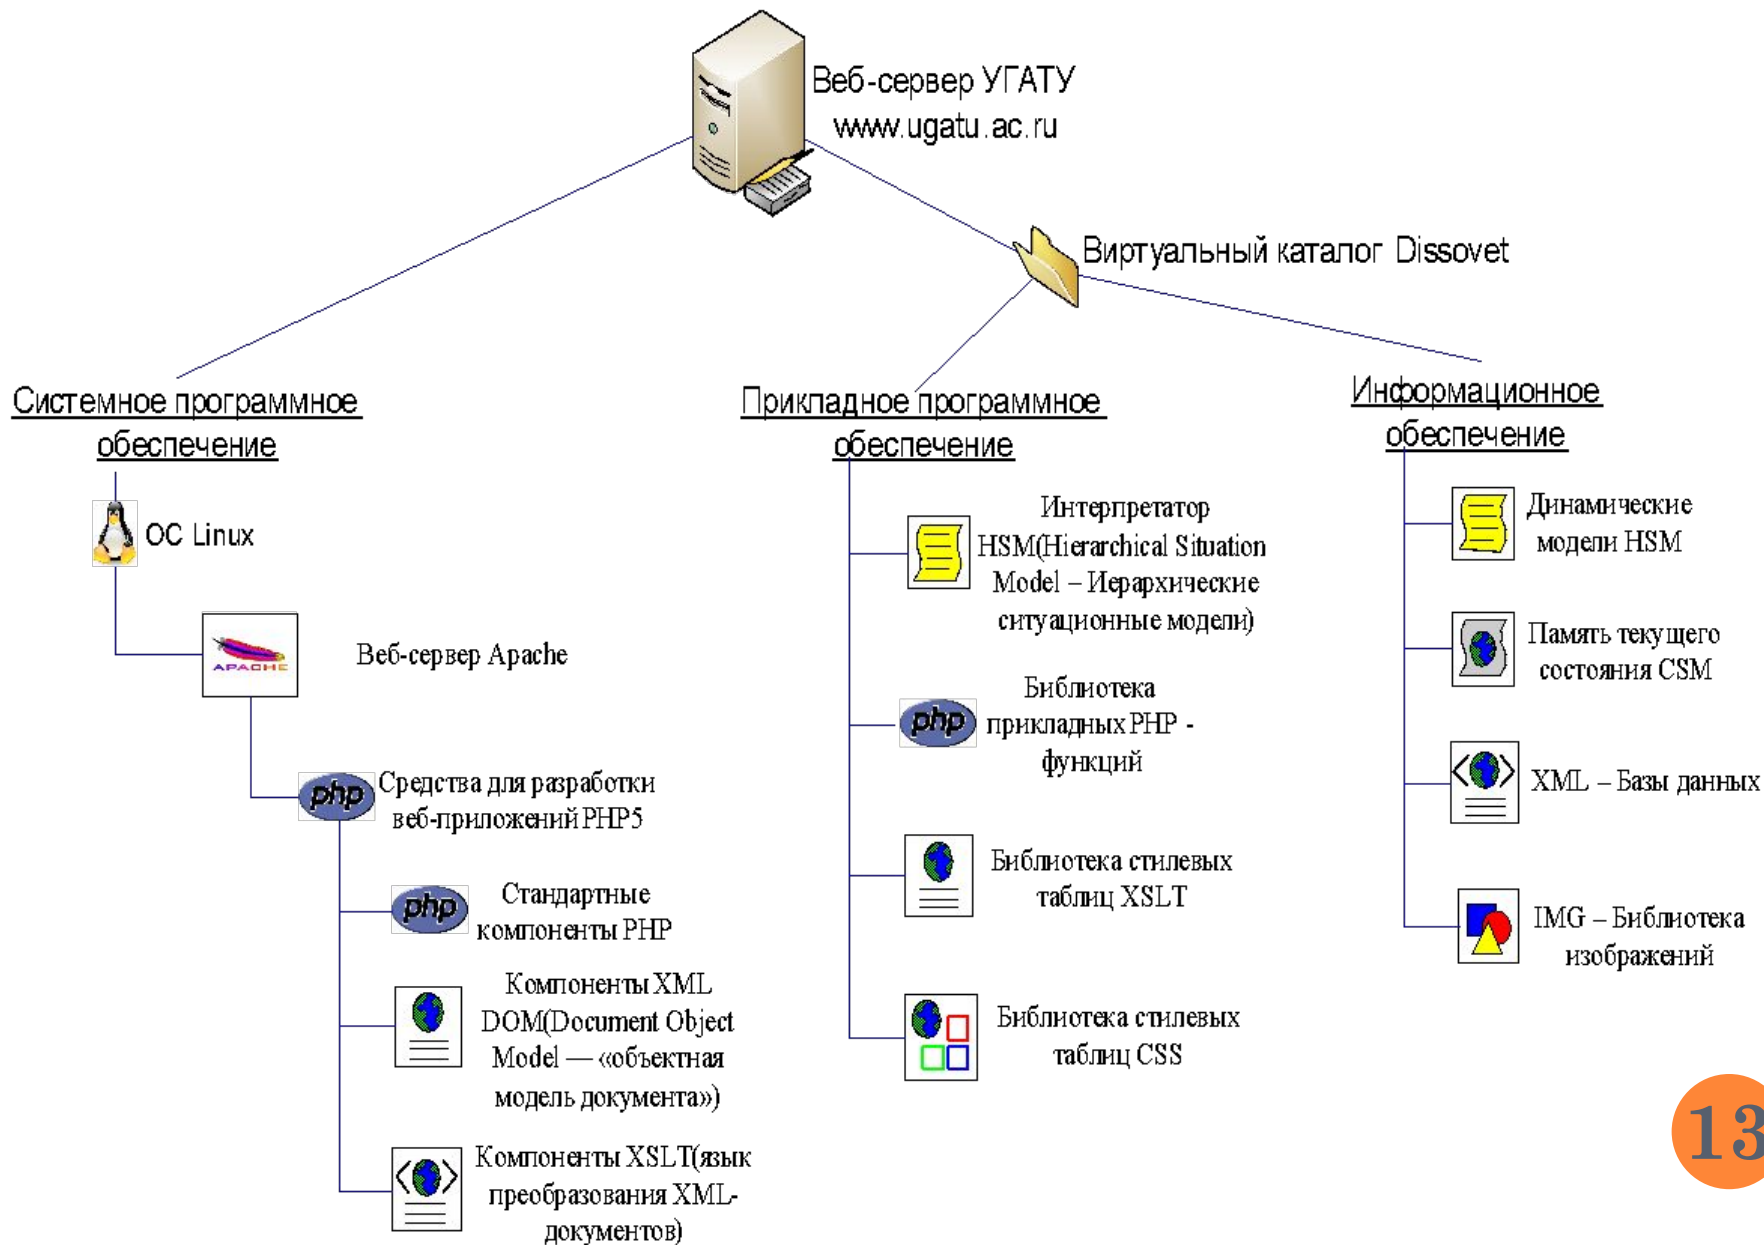 Веб-сервер УГАТУ
www.ugatu.ac.ru
Виртуальный каталог Dissovet
Системное программное
обеспечение
ОС Linux
APACHE
Веб-сервер Apache
php
Средства для разработки
веб-приложений PHP5
php
Стандартные
компоненты PHP
Компоненты XML
DOM(Document Object
Model — «объектная
модель документа»)
Компоненты XSLT(язык
преобразования XML-
документов)
Прикладное программное
обеспечение
Интерпретатор
HSM(Hierarchical Situation
Model – Иерархические
ситуационные модели)
php
Библиотека
прикладных PHP -
функций
Библиотека стилевых
таблиц XSLT
Библиотека стилевых
таблиц CSS
Информационное
обеспечение
Динамические
модели HSM
Память текущего
состояния CSM
XML – Базы данных
IMG – Библиотека
изображений
13